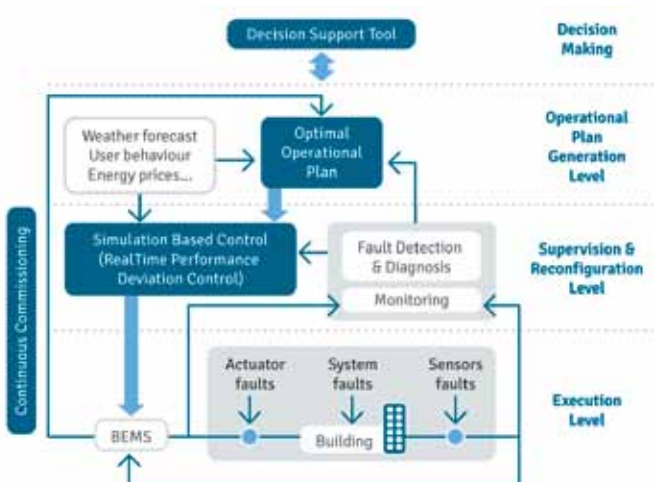 Decision Support Tool
Decision
Making
Weather forecast
User behaviour
Energy prices...
Optimal
Operational
Plan
Operational
Plan
Generation
Level
Continuous Commissioning
Simulation Based Control
(RealTime Performance
Deviation Control)
Fault Detection
& Diagnosis
Monitoring
Supervision &
Reconfiguration
Level
Actuator
faults
System
faults
Sensors
faults
BEMS
Building
Execution
Level